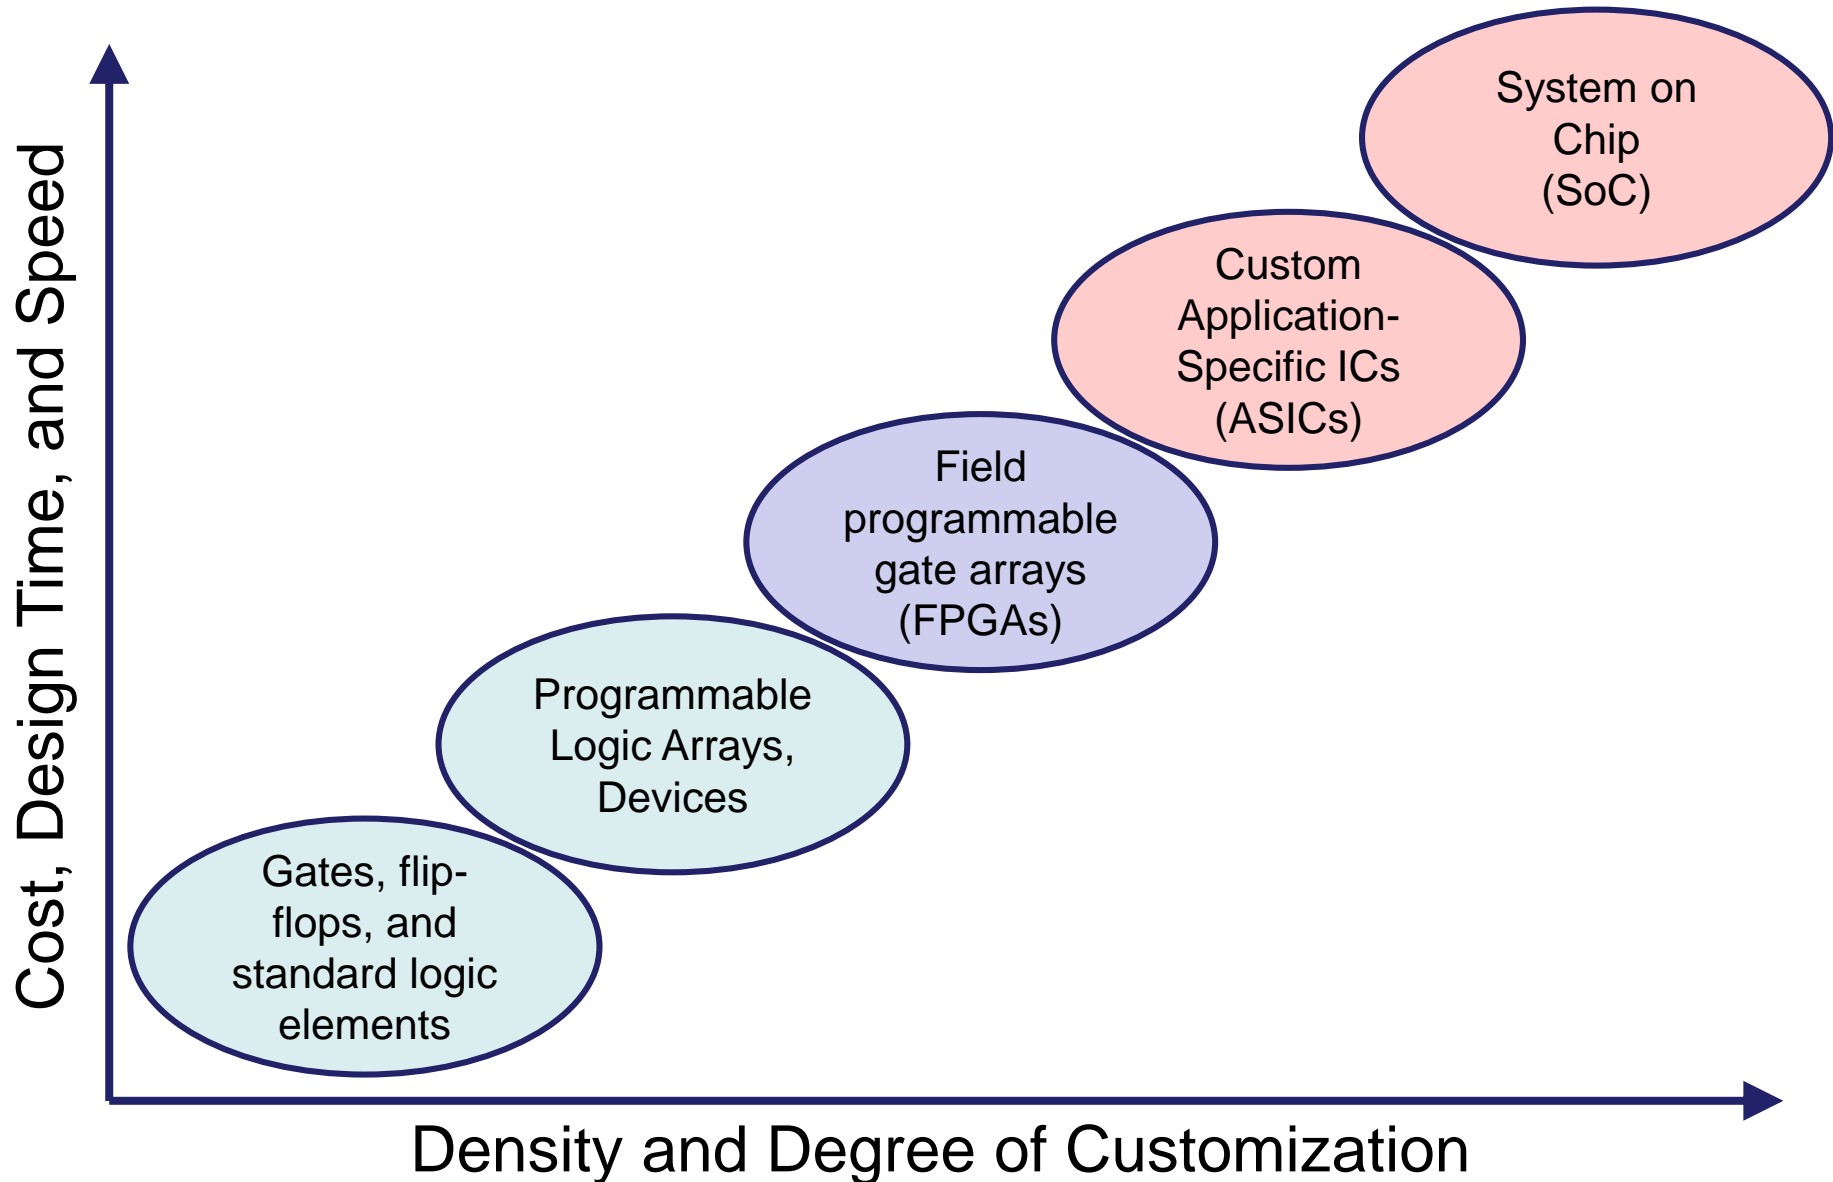 System on
Chip
(SoC)
Custom
Application-
Specific ICs
(ASICs)
Field
programmable
gate arrays
(FPGAs)
Programmable
Logic Arrays,
Devices
Gates, flip-
flops, and
standard logic
elements
Cost, Design Time, and Speed
Density and Degree of Customization